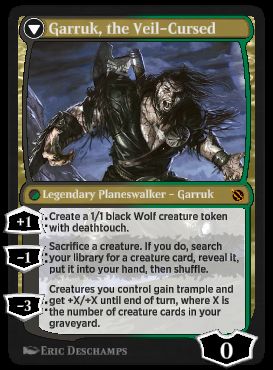 Garruk, the Veil-Cursed
Legendary Planeswalker – Garruk
+1
Create a 1/1 black Wolf creature token
with deathtouch.
−1
Sacrifice a creature. If you do, search
your library for a creature card, reveal it,
put it into your hand, then shuffle.
−3
Creatures you control gain trample and
get +X/+X until end of turn, where X is
the number of creature cards in your
graveyard.
Eric Deschamps
0